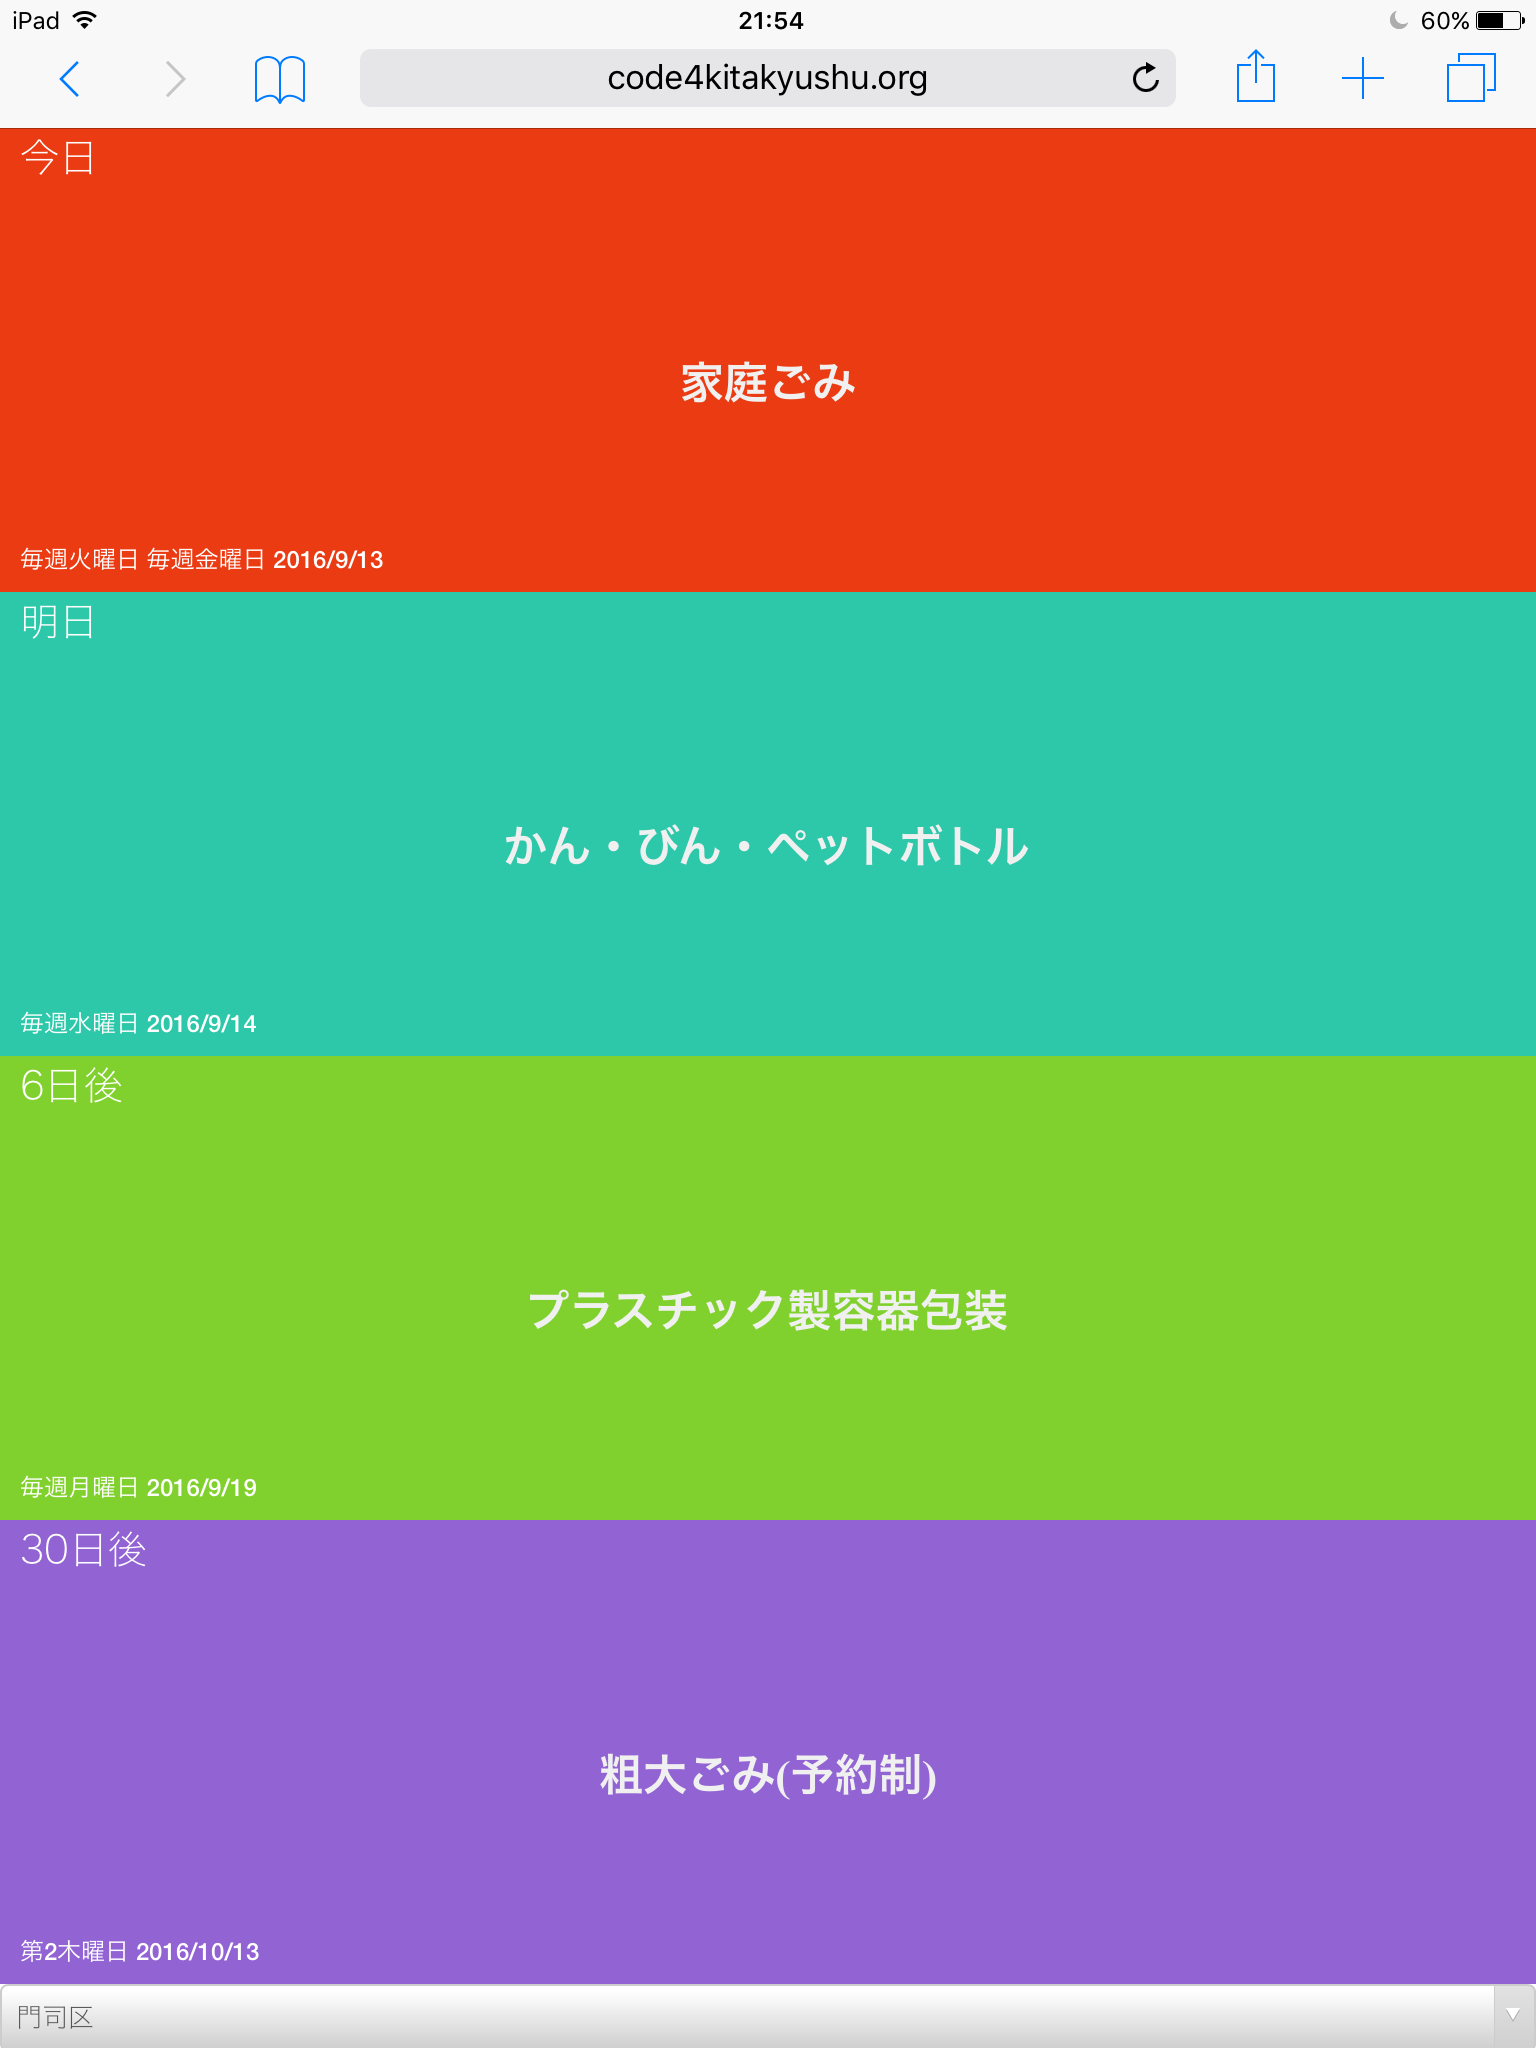 iPad
21:54
60%
code4kitakyushu.org
今日
家庭ごみ
毎週火曜日 毎週金曜日 2016/9/13
明日
かん・びん・ペットボトル
毎週水曜日 2016/9/14
6日後
プラスチック製容器包装
毎週月曜日 2016/9/19
30日後
粗大ごみ(予約制)
第2木曜日 2016/10/13
門司区